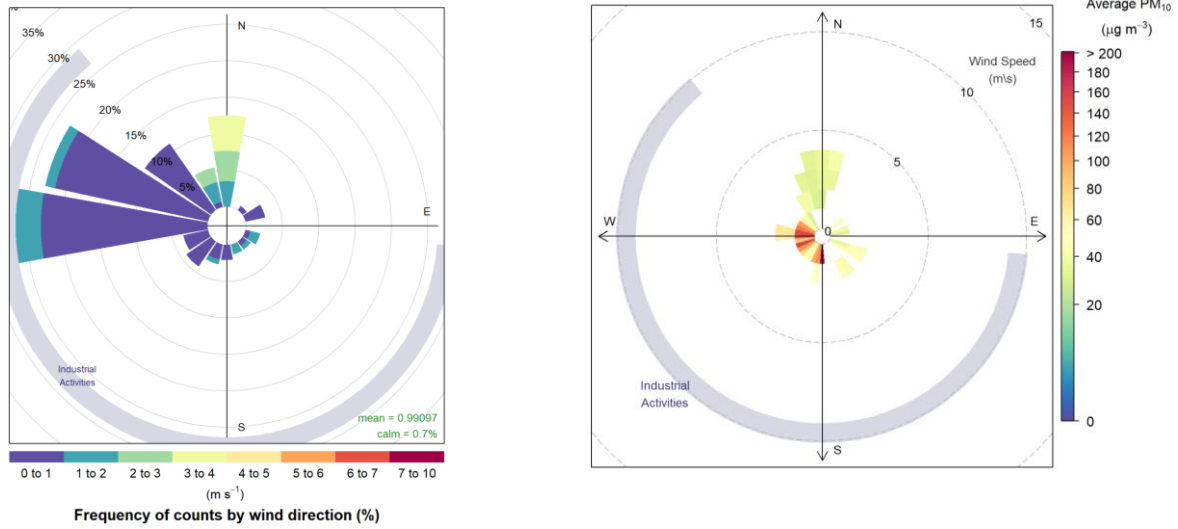 35%
30%
25%
20%
15%
10%
5%
N
E
S
Industrial
Activities
mean = 0.99097
calm = 0.7%
0 to 1 1 to 2 2 to 3 3 to 4 4 to 5 5 to 6 6 to 7 7 to 10
(m s⁻¹)
Frequency of counts by wind direction (%)
N
15
Wind Speed
(m\s)
10
5
W
0
E
Industrial
Activities
S
Average PM₁₀
(µg m⁻³)
> 200
180
160
140
120
100
80
60
40
20
0